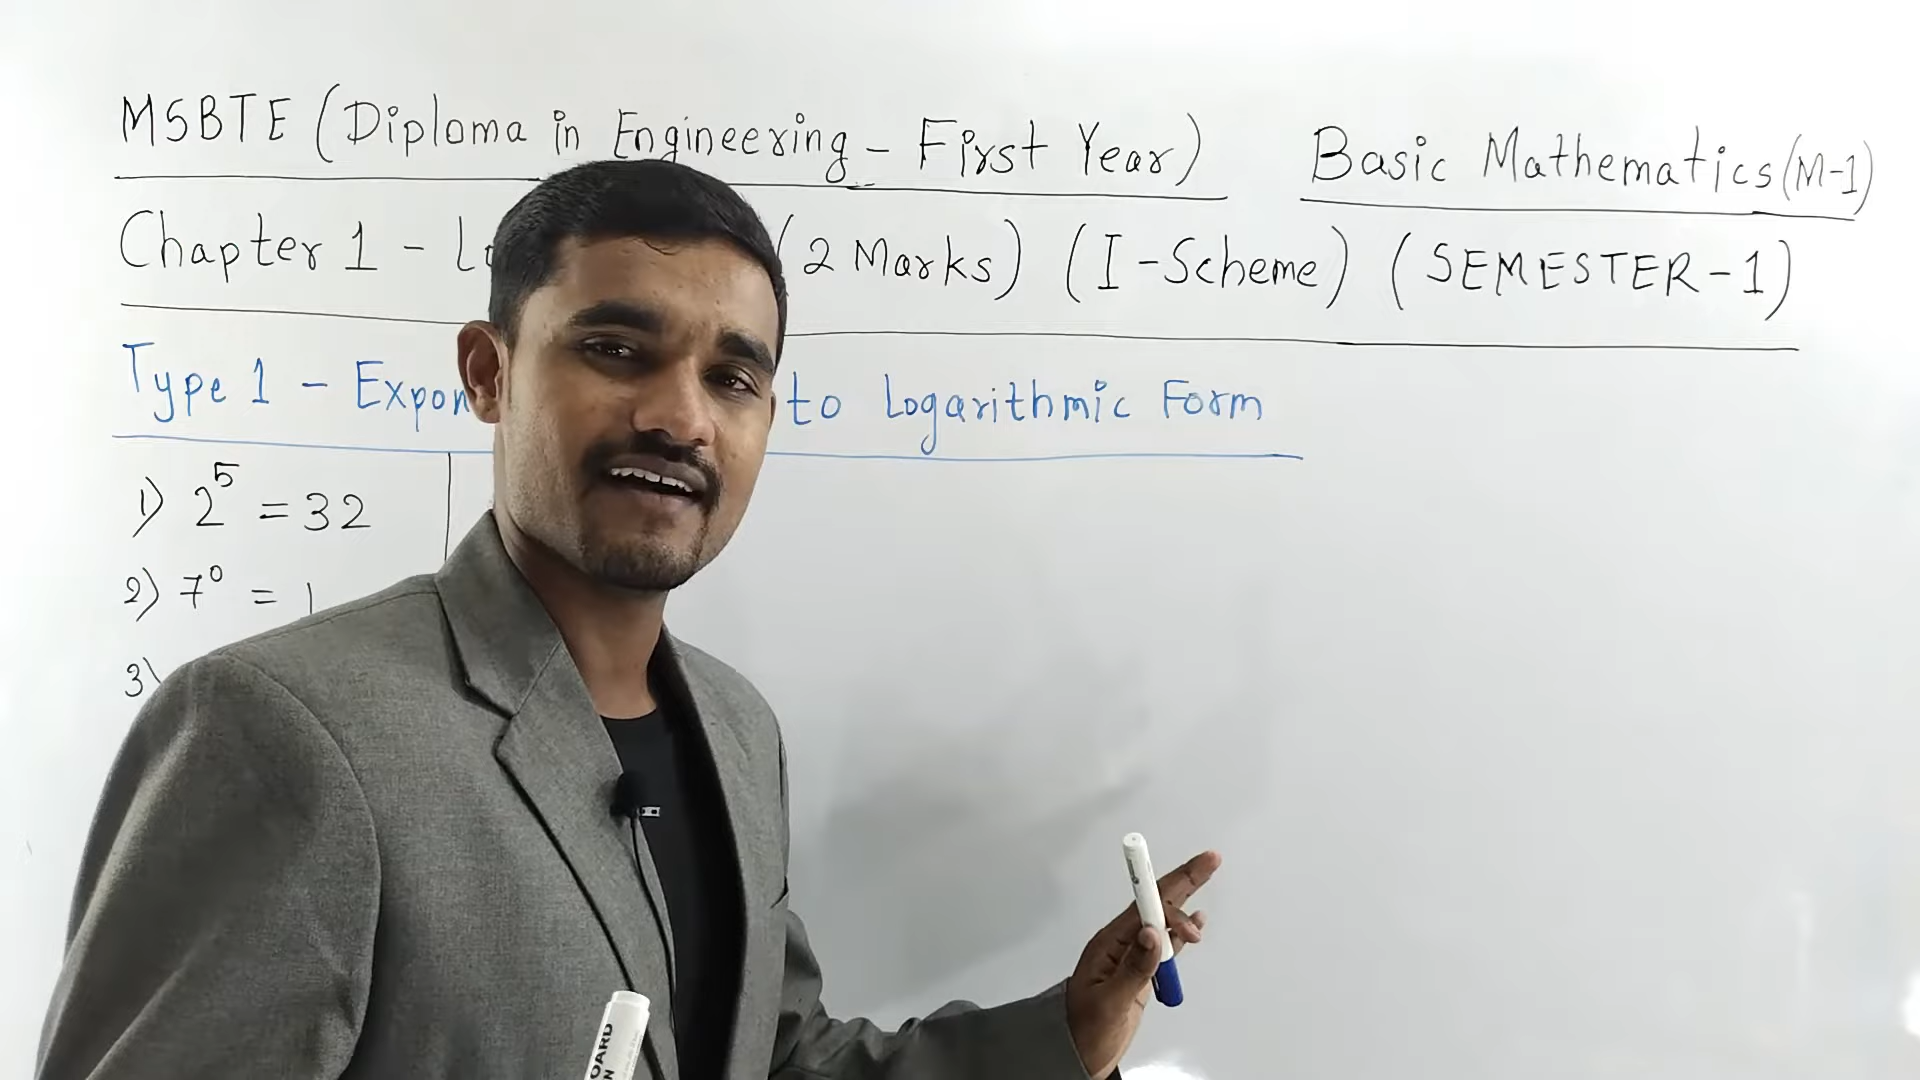 MSBTE (Diploma in Engineering - First Year) Basic Mathematics (M-1)
Chapter 1 - (2 Marks) (I-Scheme) (SEMESTER-1)
Type 1 - to Logarithmic Form
1) 2⁵ = 32
2) 7⁰ = 1
3)